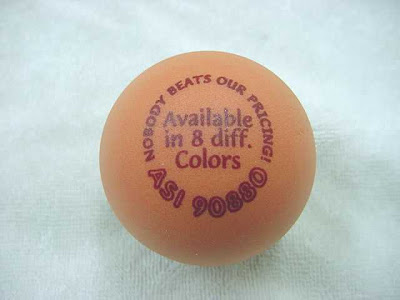 NOBODY BEATS OUR PRICING!
Available
in 8 diff.
Colors
ASI 90880